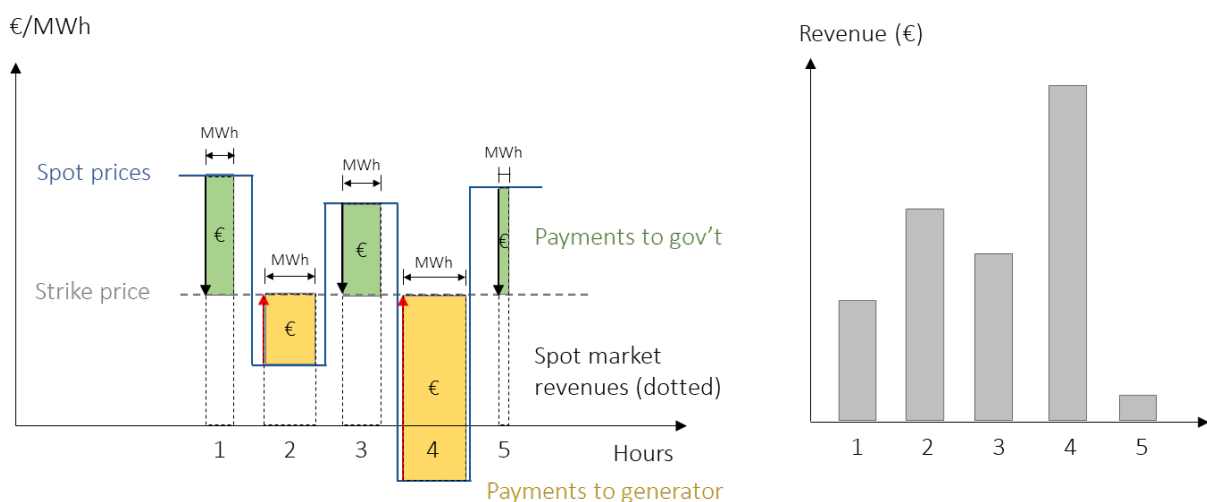 €/MWh
Revenue (€)
MWh
MWh
MWh
Spot prices
€
€
€
Payments to gov't
MWh
MWh
Strike price
€
€
Spot market
revenues (dotted)
1
2
3
4
5
Hours
Payments to generator
1
2
3
4
5